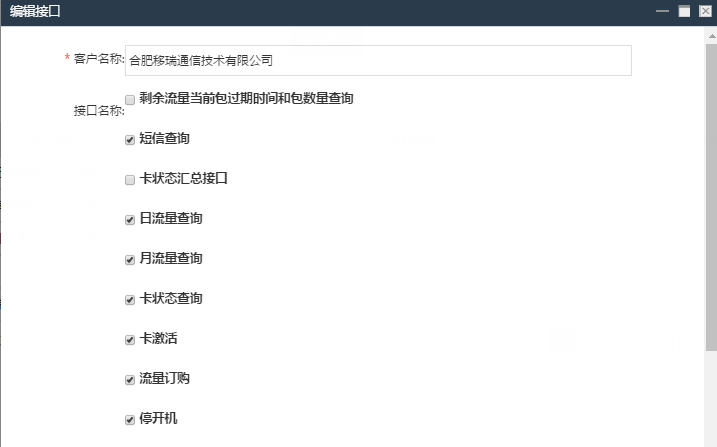 编辑接口
* 客户名称: 合肥移瑞通信技术有限公司
接口名称: 剩余流量当前包过期时间和包数量查询
短信查询
卡状态汇总接口
日流量查询
月流量查询
卡状态查询
卡激活
流量订购
停开机